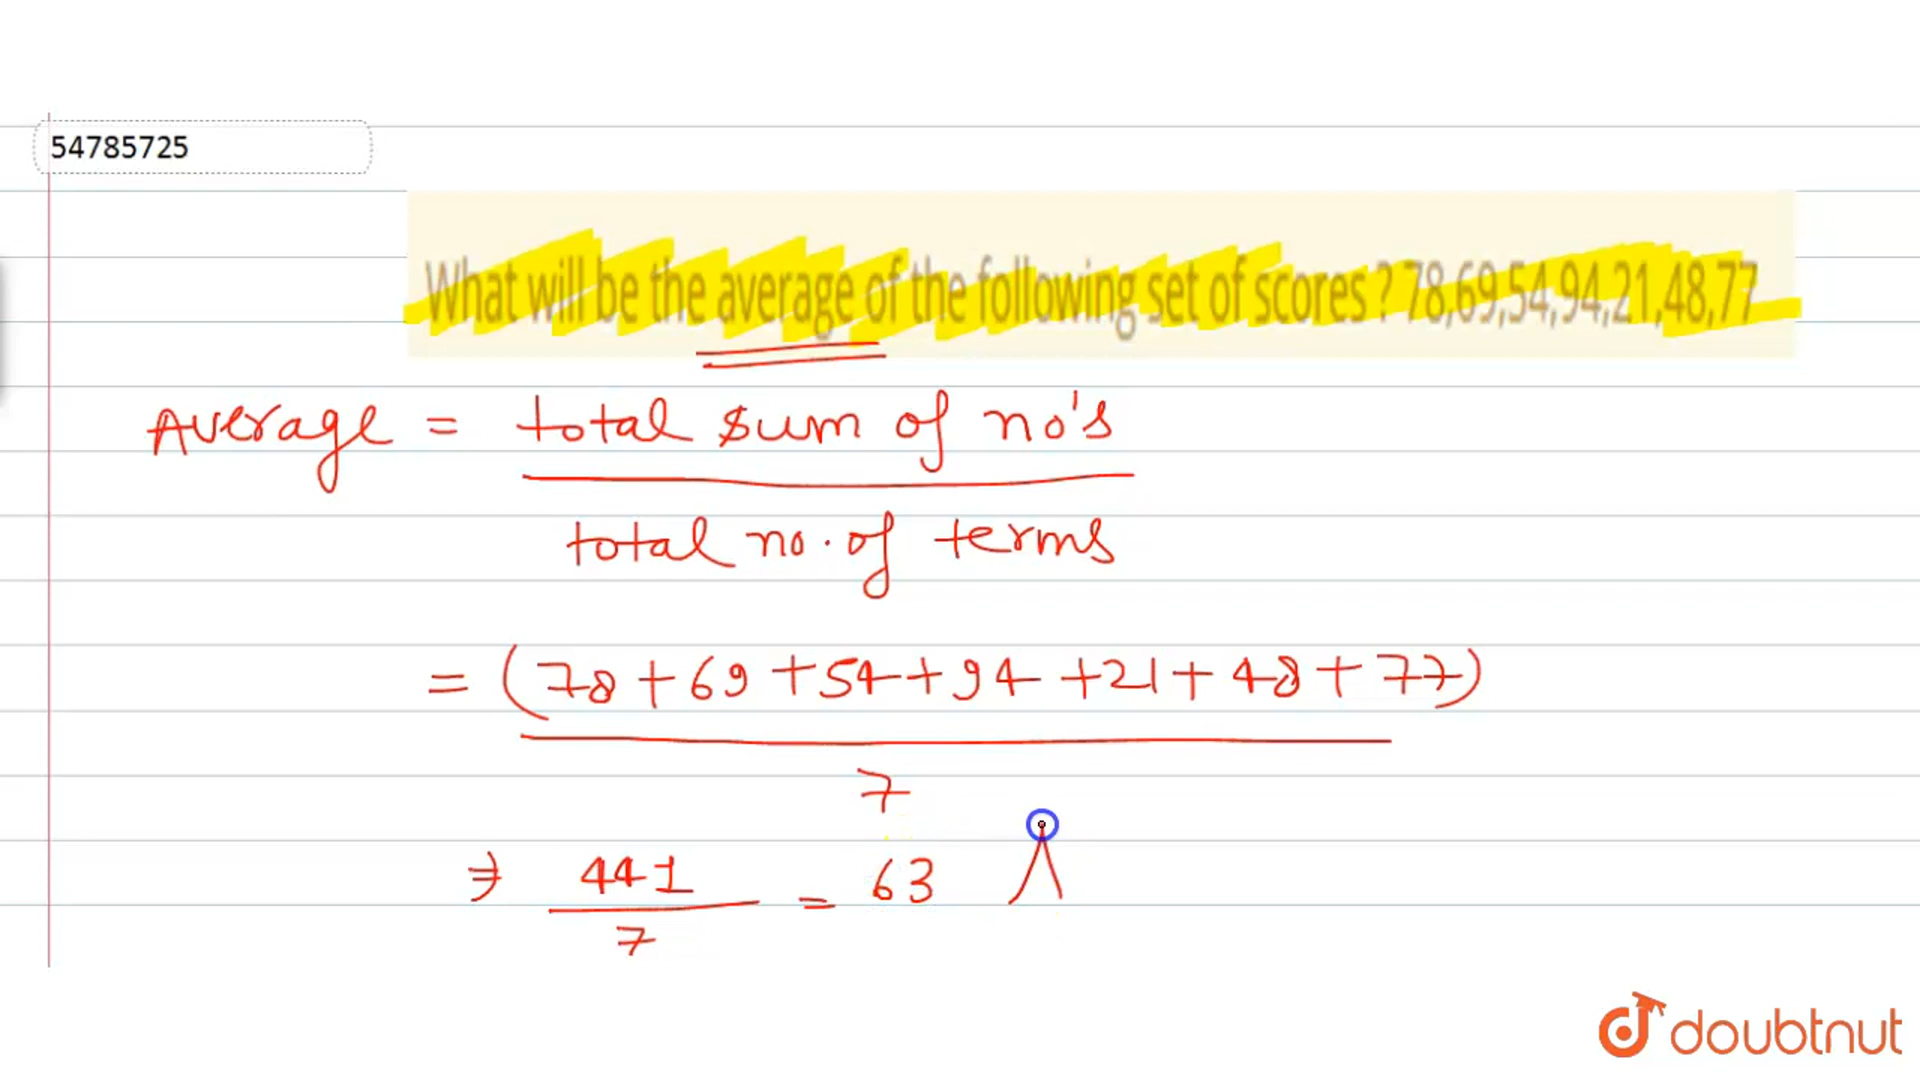 54785725
What will be the average of the following set of scores ? 78,69,54,94,21,48,77
Average = total sum of no's
total no. of terms
= (78+69+54+94+21+48+77)
7
⇒ 441
7
= 63
doubtnut